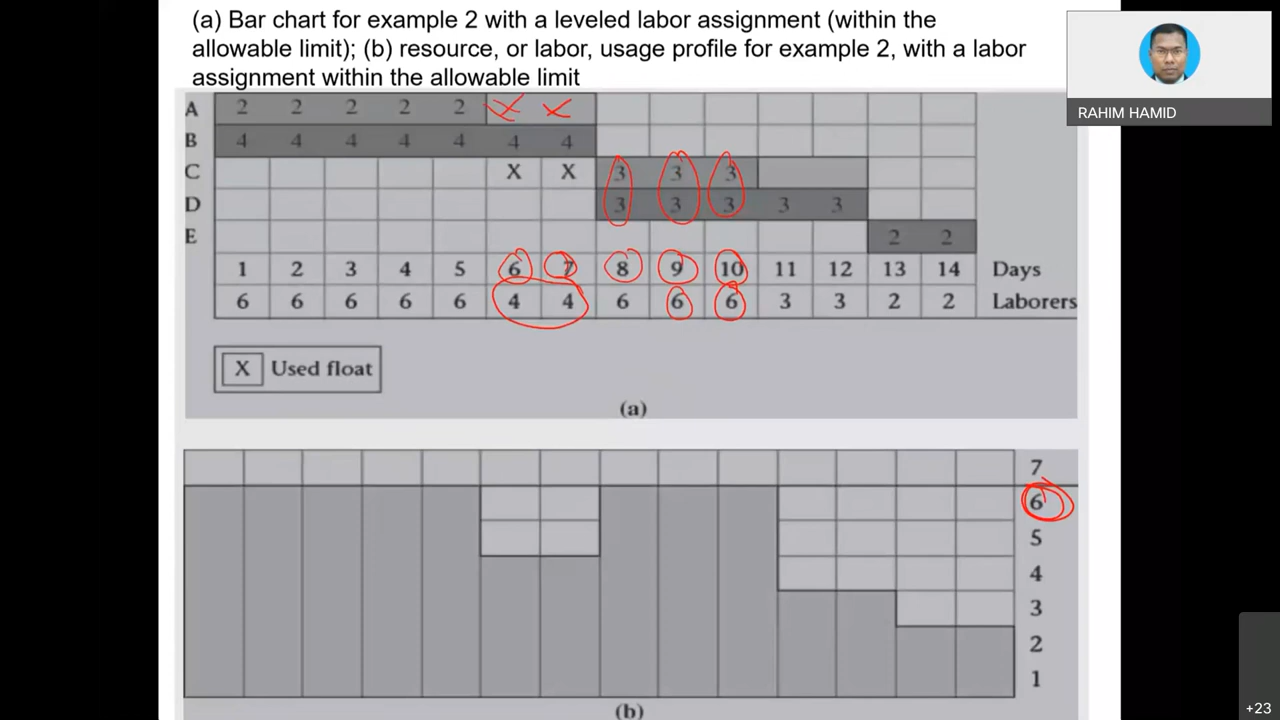 (a) Bar chart for example 2 with a leveled labor assignment (within the
allowable limit); (b) resource, or labor, usage profile for example 2, with a labor
assignment within the allowable limit
RAHIM HAMID
A 2 2 2 2 2 X X
B 4 4 4 4 4 4 4
C X X 3 3 3
D 3 3 3 3 3
E 2 2
1 2 3 4 5 6 7 8 9 10 11 12 13 14 Days
6 6 6 6 6 4 4 6 6 6 3 3 2 2 Laborers
X Used float
(a)
7
6
5
4
3
2
1
(b)
+23